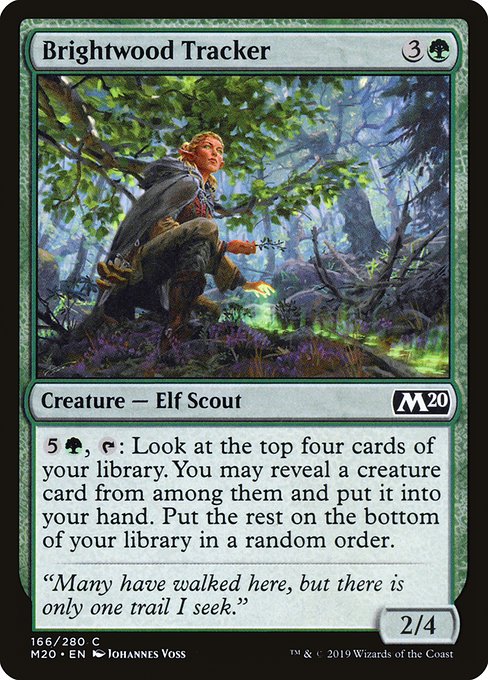 Brightwood Tracker 3
Creature — Elf Scout M20
5, : Look at the top four cards of
your library. You may reveal a creature
card from among them and put it into
your hand. Put the rest on the bottom
of your library in a random order.
“Many have walked here, but there is
only one trail I seek.”
2/4
166/280 C
M20 • EN Johannes Voss ™ & © 2019 Wizards of the Coast